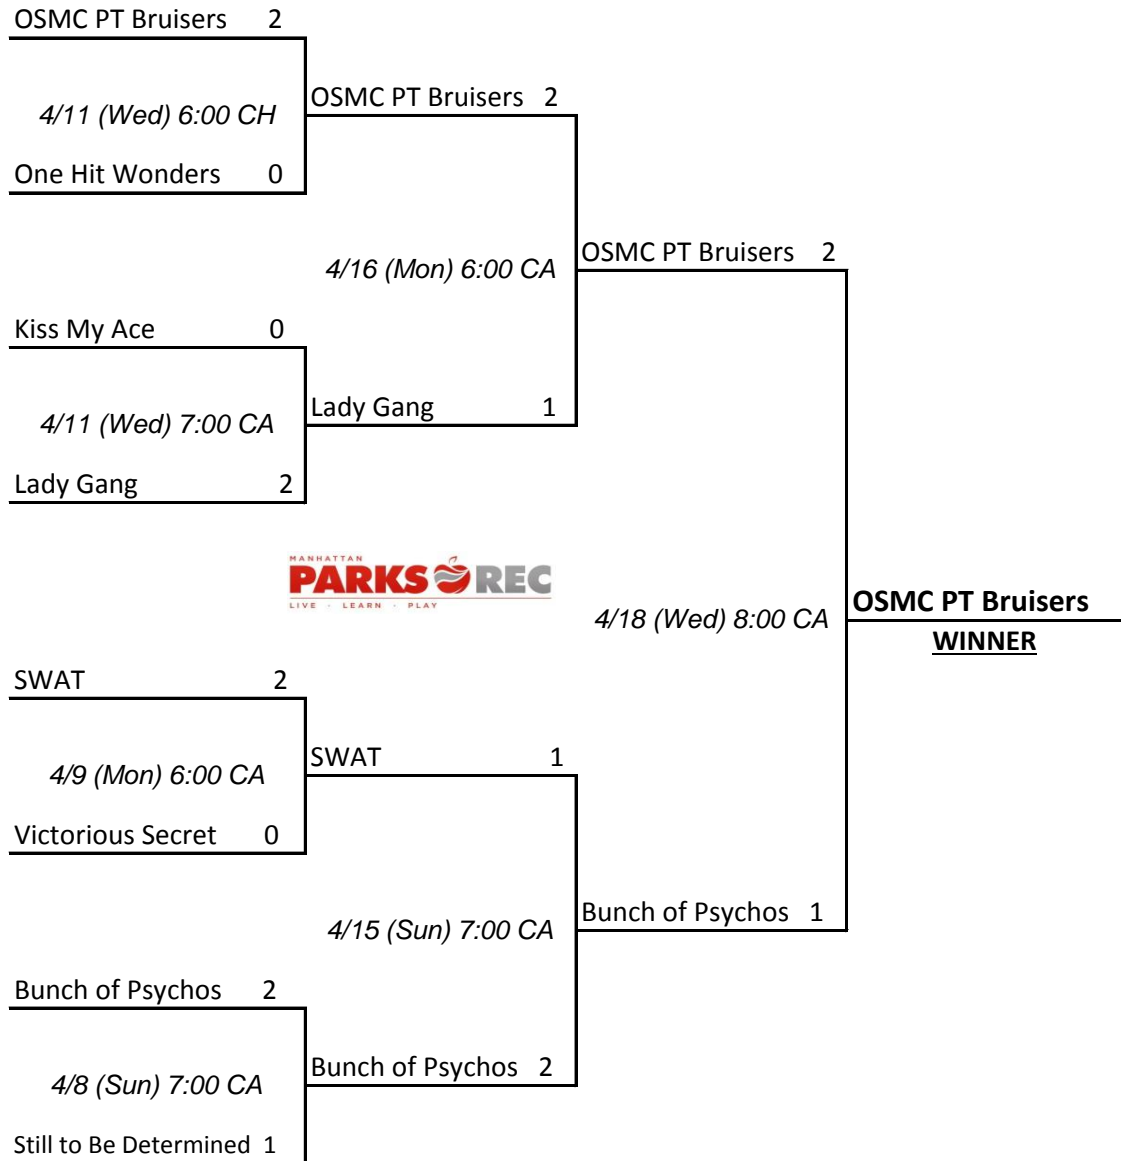 OSMC PT Bruisers 2
4/11 (Wed) 6:00 CH
One Hit Wonders 0
OSMC PT Bruisers 2
4/16 (Mon) 6:00 CA
OSMC PT Bruisers 2
Kiss My Ace 0
4/11 (Wed) 7:00 CA
Lady Gang 2
Lady Gang 1
MANHATTAN
PARKS REC
LIVE · LEARN · PLAY
4/18 (Wed) 8:00 CA
OSMC PT Bruisers
WINNER
SWAT 2
4/9 (Mon) 6:00 CA
Victorious Secret 0
SWAT 1
4/15 (Sun) 7:00 CA
Bunch of Psychos 1
Bunch of Psychos 2
4/8 (Sun) 7:00 CA
Still to Be Determined 1
Bunch of Psychos 2